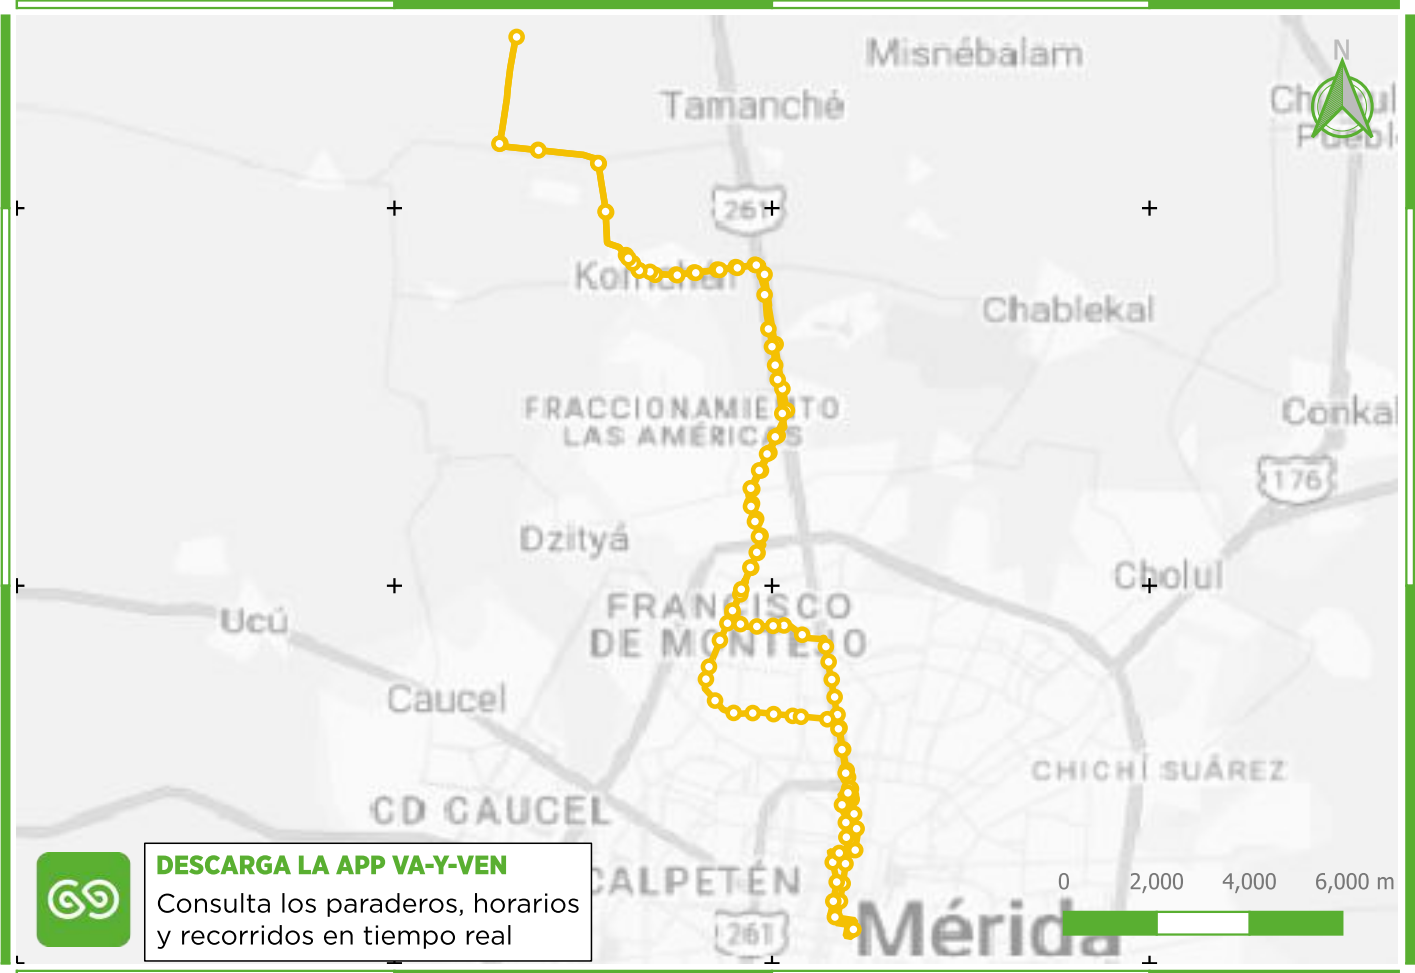 Misnébalam
N
Tamanché
261
Komchén
Chablekal
FRACCIONAMIENTO
LAS AMÉRICAS
Conkal
176
Dzityá
Cholul
FRANCISCO
DE MONTEJO
Ucú
Caucel
CHICHÍ SUÁREZ
CD CAUCEL
DESCARGA LA APP VA-Y-VEN
Consulta los paraderos, horarios
y recorridos en tiempo real
CALPETÉN
261
Mérida
0 2,000 4,000 6,000 m